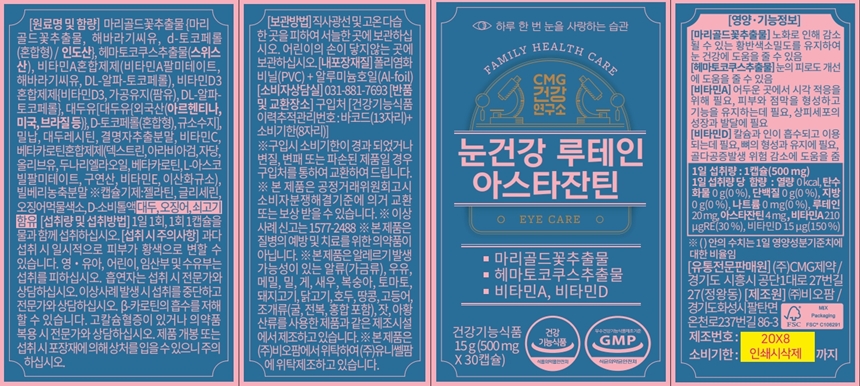 [원료명 및 함량] 마리골드꽃추출물{마리
골드꽃추출물, 해바라기씨유, d-토코페롤
(혼합형) / 인도산}, 헤마토코쿠스추출물(스위스
산), 비타민A혼합제제(비타민A팔미테이트,
해바라기씨유, DL-알파-토코페롤), 비타민D3
혼합제제{비타민D3, 가공유지(팜유), DL-알파-
토코페롤}, 대두유[대두유{외국산(아르헨티나,
미국,브라질 등)}, D-토코페롤(혼합형), 규소수지],
밀납, 대두레시틴, 결명자추출분말, 비타민C,
베타카로틴혼합제제(덱스트린, 아라비아검, 자당,
올리브유, 두나리엘라오일, 베타카로틴, L-아스코
빌팔미테이트, 구연산, 비타민E, 이산화규소),
빌베리농축분말 ※캡슐기제-젤라틴, 글리세린,
오징어먹물색소, D-소비톨액 대두, 오징어, 쇠고기
함유 [섭취량 및 섭취방법] 1일 1회, 1회 1캡슐을
물과 함께 섭취하십시오. [섭취 시 주의사항] 과다
섭취 시 일시적으로 피부가 황색으로 변할 수
있습니다. 영·유아, 어린이, 임산부 및 수유부는
섭취를 피하십시오. 흡연자는 섭취 시 전문가와
상담하십시오. 이상사례 발생 시 섭취를 중단하고
전문가와 상담하십시오. β-카로틴의 흡수를 저해
할 수 있습니다. 고칼슘혈증이 있거나 의약품
복용 시 전문가와 상담하십시오. 제품 개봉 또는
섭취 시 포장재에 의해 상처를 입을 수 있으니 주의
하십시오.
[보관방법] 직사광선 및 고온 다습
한 곳을 피하여 서늘한 곳에 보관하십
시오. 어린이의 손이 닿지 않는 곳에
보관하십시오. [내포장재질] 폴리염화
비닐(PVC) + 알루미늄호일(Al-foil)
[소비자상담실] 031-881-7693 [반품
및 교환장소] 구입처 [건강기능식품
이력추적관리번호 : 바코드(13자리)+
소비기한(8자리)]
※구입시 소비기한이 경과 되었거나
변질, 변패 또는 파손된 제품일 경우
구입처를 통하여 교환하여 드립니다.
※ 본 제품은 공정거래위원회고시
소비자분쟁해결기준에 의거 교환
또는 보상 받을 수 있습니다. ※ 이상
사례 신고는 1577-2488 ※본제품은
질병의 예방 및 치료를 위한 의약품이
아닙니다. ※본제품은알레르기 발생
가능성이 있는 알류(가금류), 우유,
메밀, 밀, 게, 새우, 복숭아, 토마토,
돼지고기, 닭고기, 호두, 땅콩, 고등어,
조개류(굴, 전복, 홍합 포함), 잣, 아황
산류를 사용한 제품과 같은 제조시설
에서 제조하고 있습니다. ※본제품은
(주)비오팜에서 위탁하여 (주)유니쎌팜
에 위탁제조하고 있습니다.
하루 한 번 눈을 사랑하는 습관
FAMILY HEALTH CARE
CMG
건강
연구소
눈건강 루테인
아스타잔틴
EYE CARE
▪ 마리골드꽃추출물
▪ 헤마토코쿠스추출물
▪ 비타민A, 비타민D
건강기능식품
15 g (500 mg
X 30캡슐)
건강
기능식품
식품의약품안전처
우수건강기능식품제조기준
GMP
식품의약품안전처
[영양·기능정보]
[마리골드꽃추출물] 노화로 인해 감소
될 수 있는 황반색소밀도를 유지하여
눈 건강에 도움을 줄 수 있음
[헤마토코쿠스추출물] 눈의 피로도 개선
에 도움을 줄 수 있음
[비타민A] 어두운 곳에서 시각 적응을
위해 필요, 피부와 점막을 형성하고
기능을 유지하는데 필요, 상피세포의
성장과 발달에 필요
[비타민D] 칼슘과 인이 흡수되고 이용
되는데 필요, 뼈의 형성과 유지에 필요,
골다공증발생 위험 감소에 도움을 줌
1일 섭취량 : 1캡슐(500 mg)
1일 섭취량 당 함량 : 열량 0 kcal, 탄수
화물 0 g(0 %), 단백질 0 g(0 %), 지방
0 g(0 %), 나트륨 0 mg(0 %), 루테인
20 mg, 아스타잔틴 4 mg, 비타민A 210
μgRE(30 %), 비타민D 15 μg(150 %)
※ ( ) 안의 수치는 1일 영양성분기준치에
대한 비율임
[유통전문판매원] (주)CMG제약 /
경기도 시흥시 공단1대로 27번길
27(정왕동) [제조원] (주)비오팜 /
경기도화성시팔탄면
온천로237번길 86-3
FSC
MIX
Packaging
FSC® C106281
제조번호 : 20X8
소비기한 : 인쇄시삭제 까지